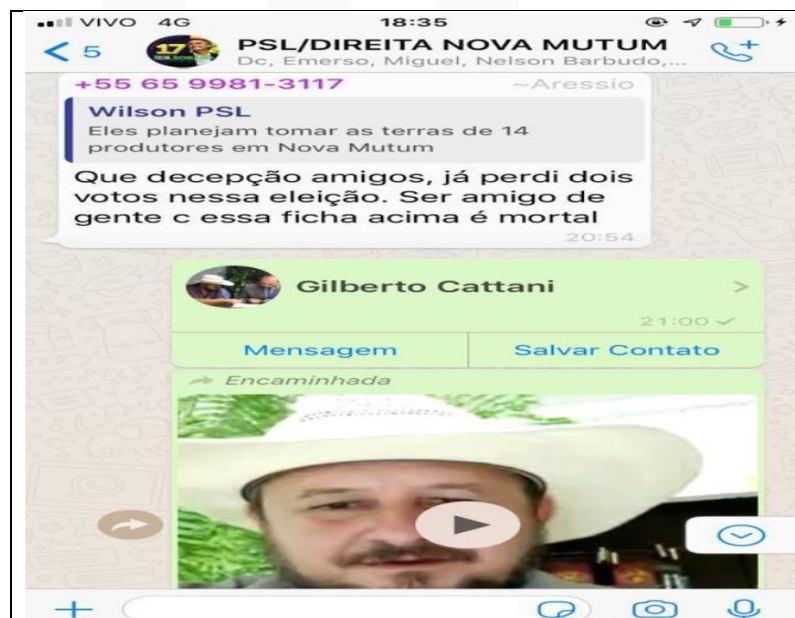 VIVO 4G 18:35
5 17 PSL/DIREITA NOVA MUTUM
Dc, Emerso, Miguel, Nelson Barbudo,...
+55 65 9981-3117 ~Aressio
Wilson PSL
Eles planejam tomar as terras de 14
produtores em Nova Mutum
Que decepção amigos, já perdi dois
votos nessa eleição. Ser amigo de
gente c essa ficha acima é mortal
20:54
Gilberto Cattani
21:00
Mensagem Salvar Contato
Encaminhada